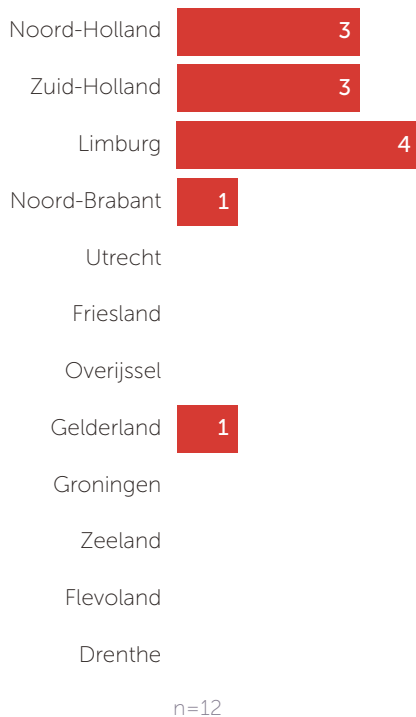 Noord-Holland 3
Zuid-Holland 3
Limburg 4
Noord-Brabant 1
Utrecht
Friesland
Overijssel
Gelderland 1
Groningen
Zeeland
Flevoland
Drenthe
n=12